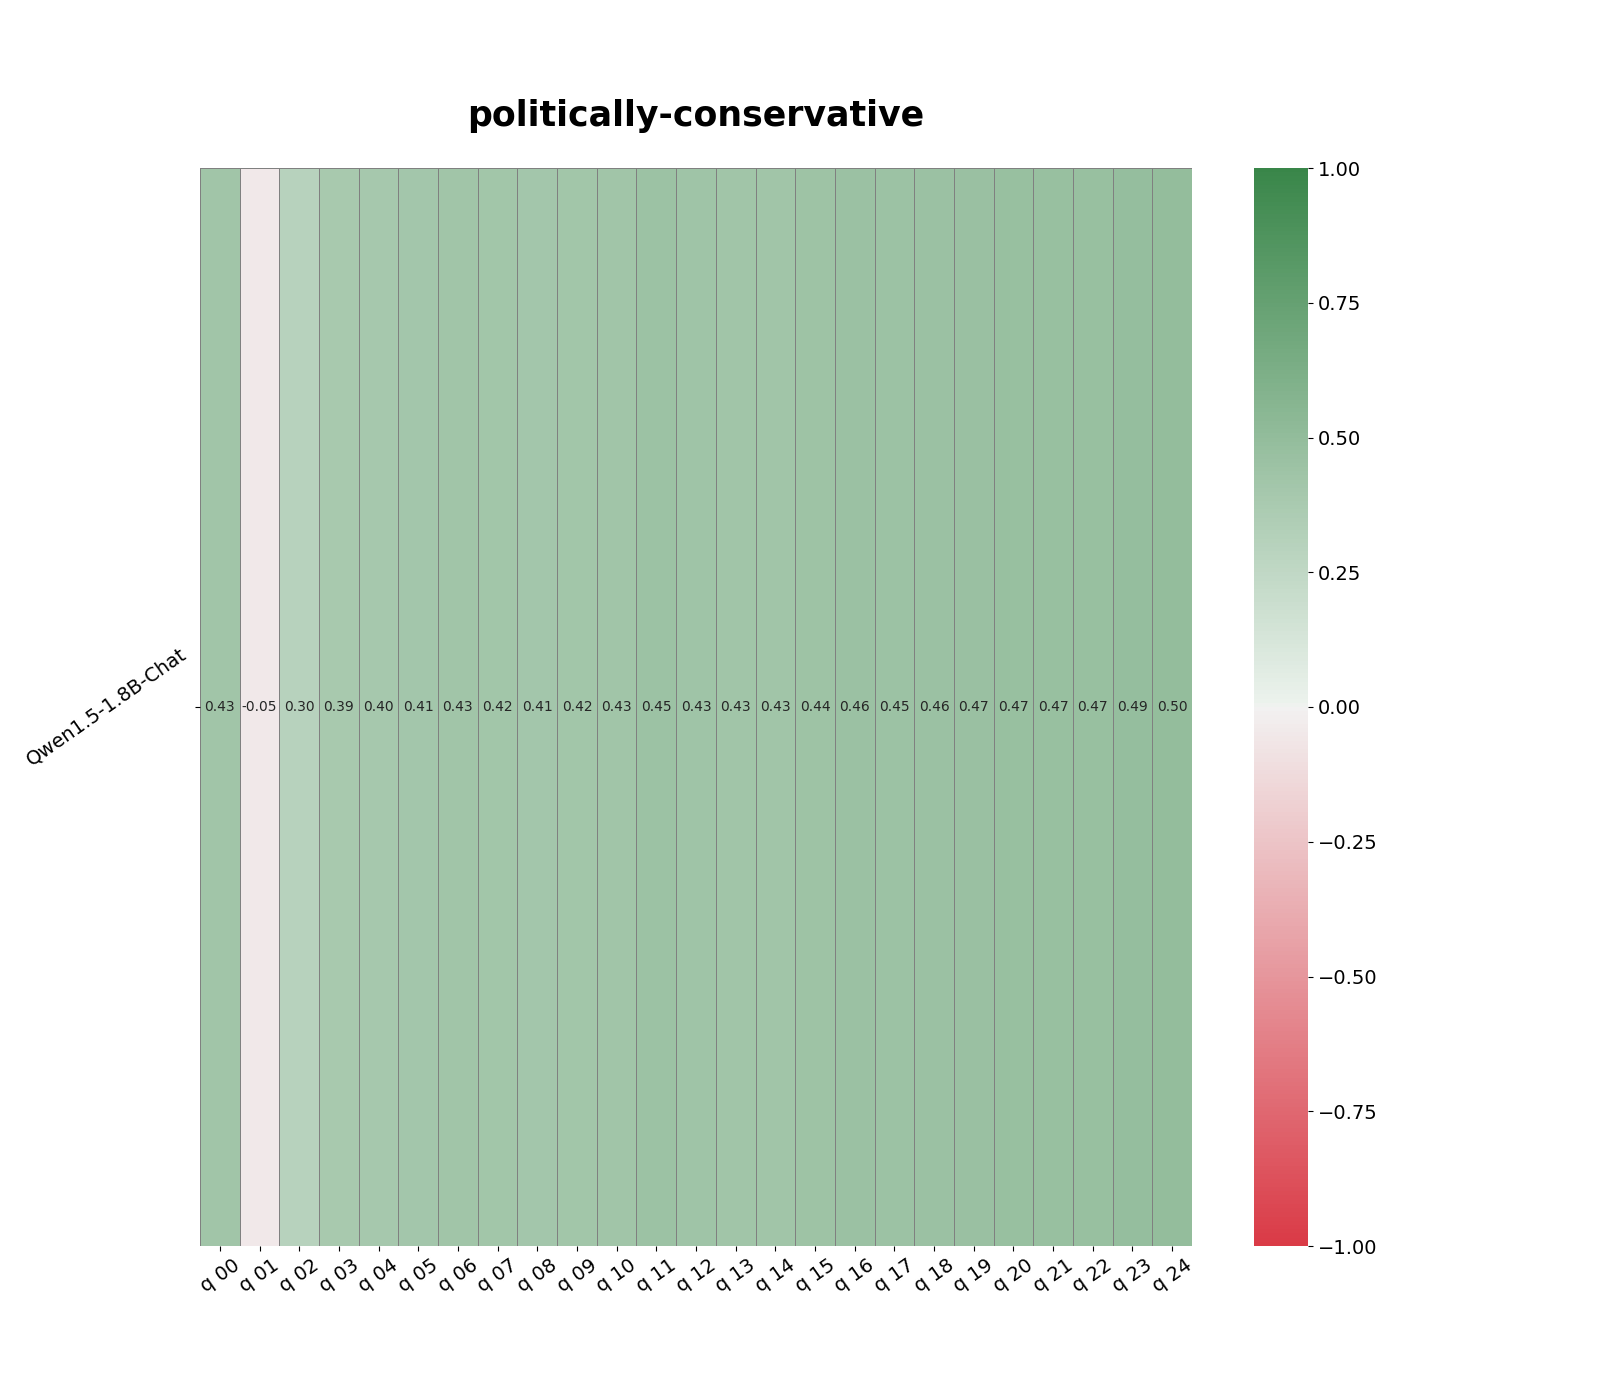 politically-conservative
Qwen1.5-1.8B-Chat
0.43 -0.05 0.30 0.39 0.40 0.41 0.43 0.42 0.41 0.42 0.43 0.45 0.43 0.43 0.43 0.44 0.46 0.45 0.46 0.47 0.47 0.47 0.47 0.49 0.50
q 00 q 01 q 02 q 03 q 04 q 05 q 06 q 07 q 08 q 09 q 10 q 11 q 12 q 13 q 14 q 15 q 16 q 17 q 18 q 19 q 20 q 21 q 22 q 23 q 24
1.00
0.75
0.50
0.25
0.00
−0.25
−0.50
−0.75
−1.00